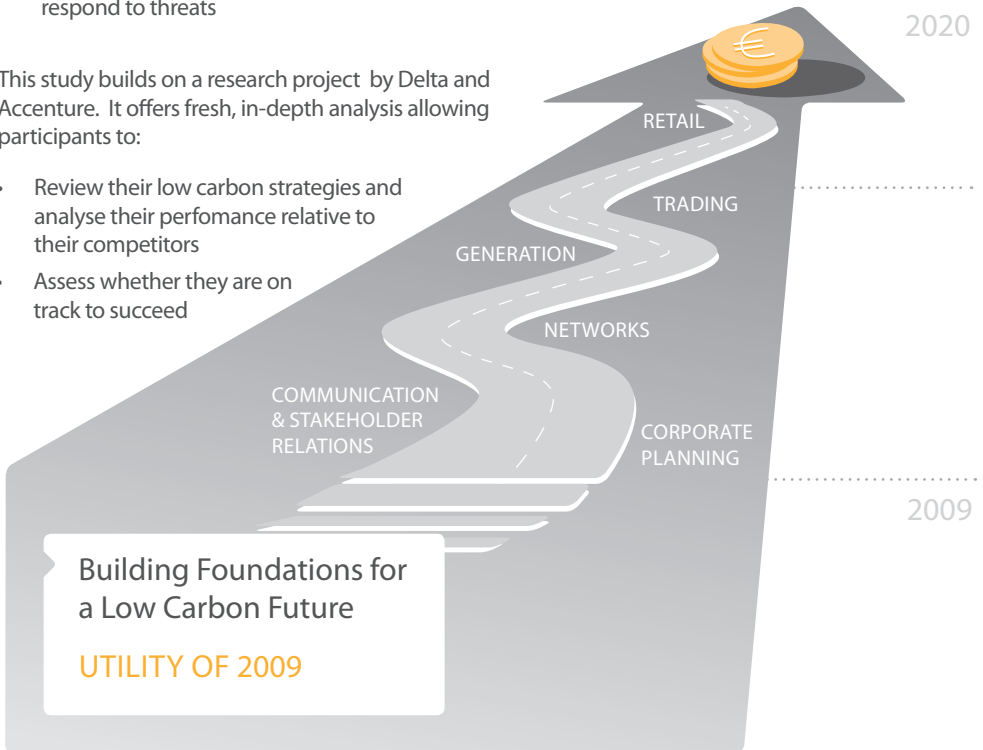 respond to threats
This study builds on a research project by Delta and
Accenture. It offers fresh, in-depth analysis allowing
participants to:
• Review their low carbon strategies and
analyse their perfomance relative to
their competitors
• Assess whether they are on
track to succeed
2020
€
RETAIL
TRADING
GENERATION
NETWORKS
COMMUNICATION
& STAKEHOLDER
RELATIONS
CORPORATE
PLANNING
2009
Building Foundations for
a Low Carbon Future
UTILITY OF 2009